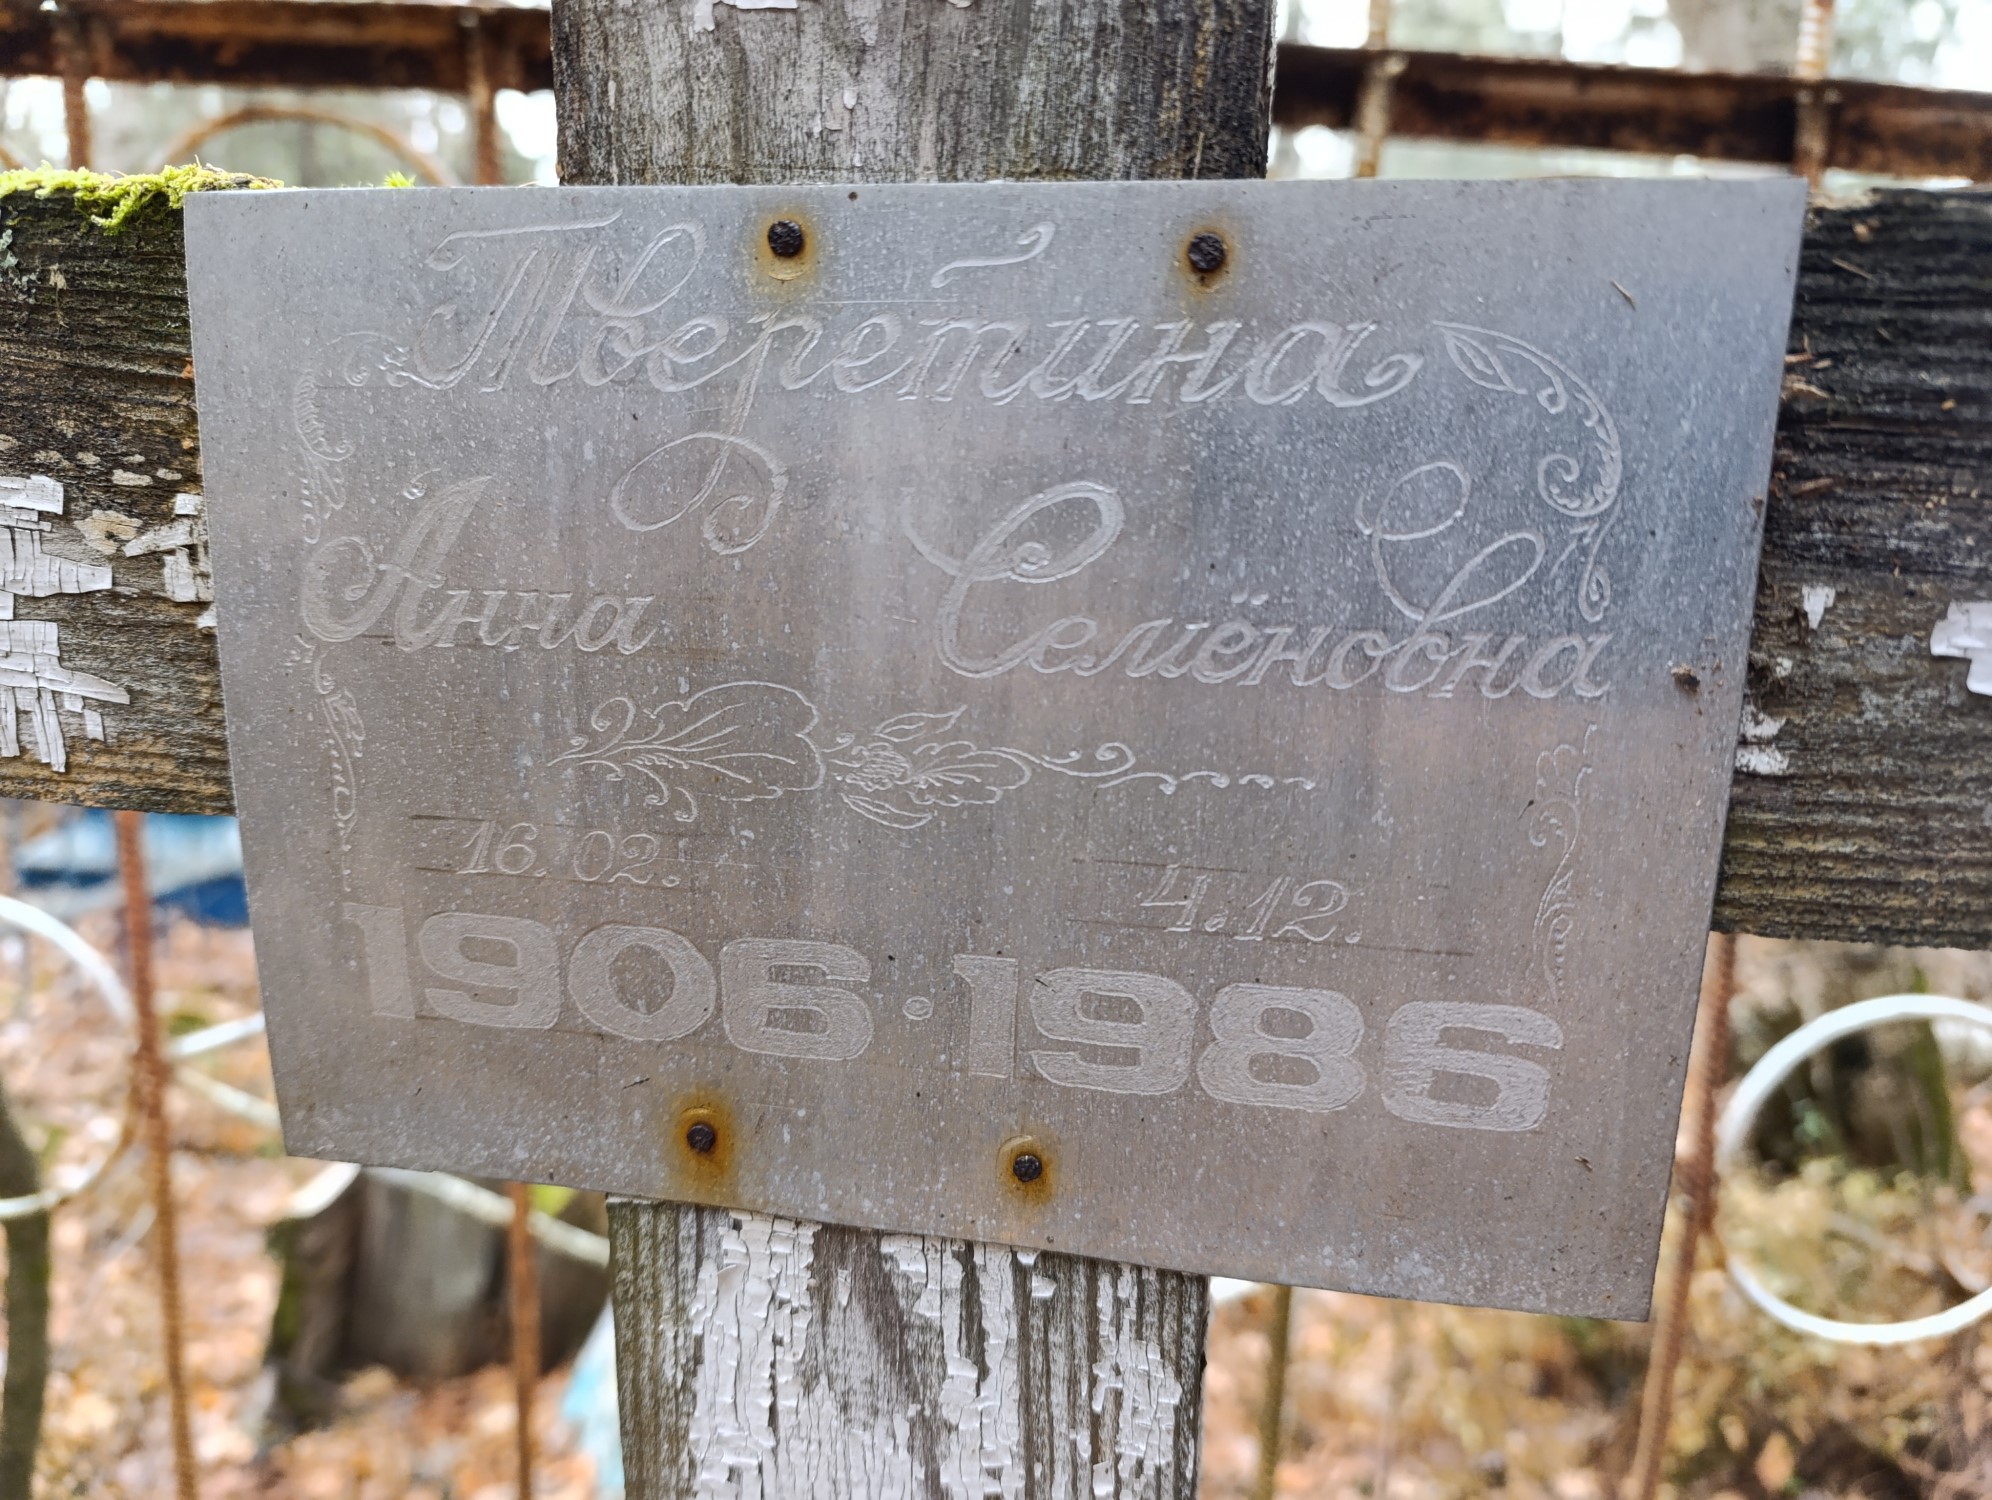 Тверетина
Анна Семёновна
16.02. 4.12.
1906 · 1986